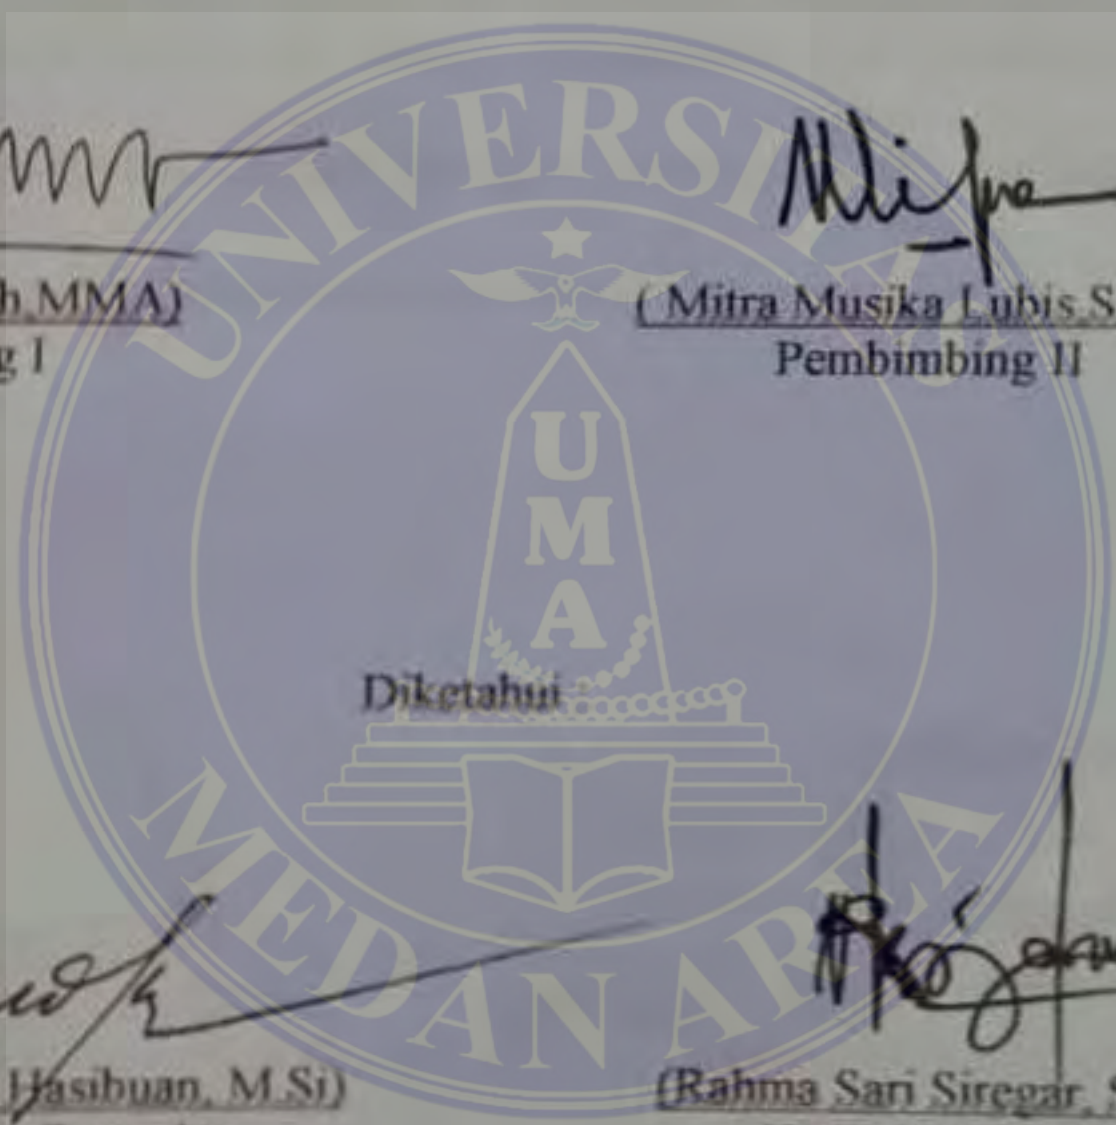 UNIVERSITAS
h,MMA) ( Mitra Musika Lubis.S
g I Pembimbing II
U
M
A
Diketahui :
MEDAN AREA
Hasibuan, M.Si) (Rahma Sari Siregar, S